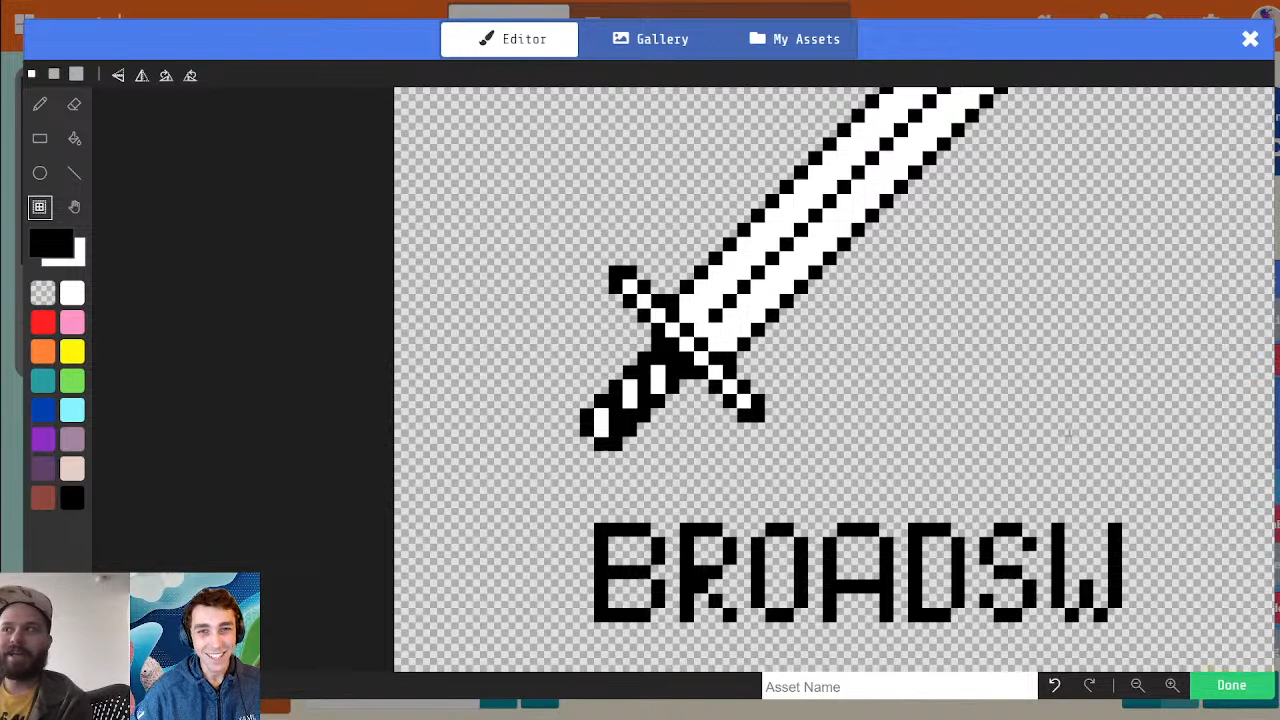 Editor
Gallery
My Assets
BROADSW
Asset Name
Done